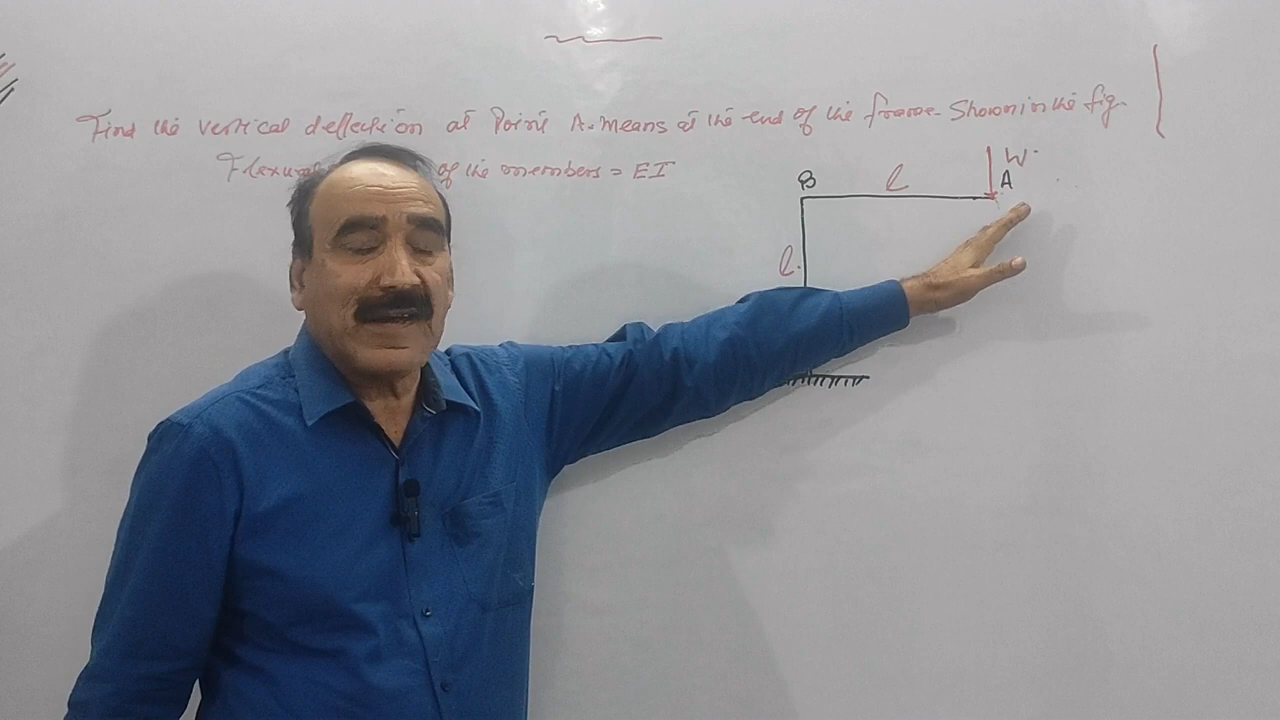 Find the vertical deflection at Point A. Means at the end of the frame Shown in the fig.
of the members = EI
W
B
l
A
l